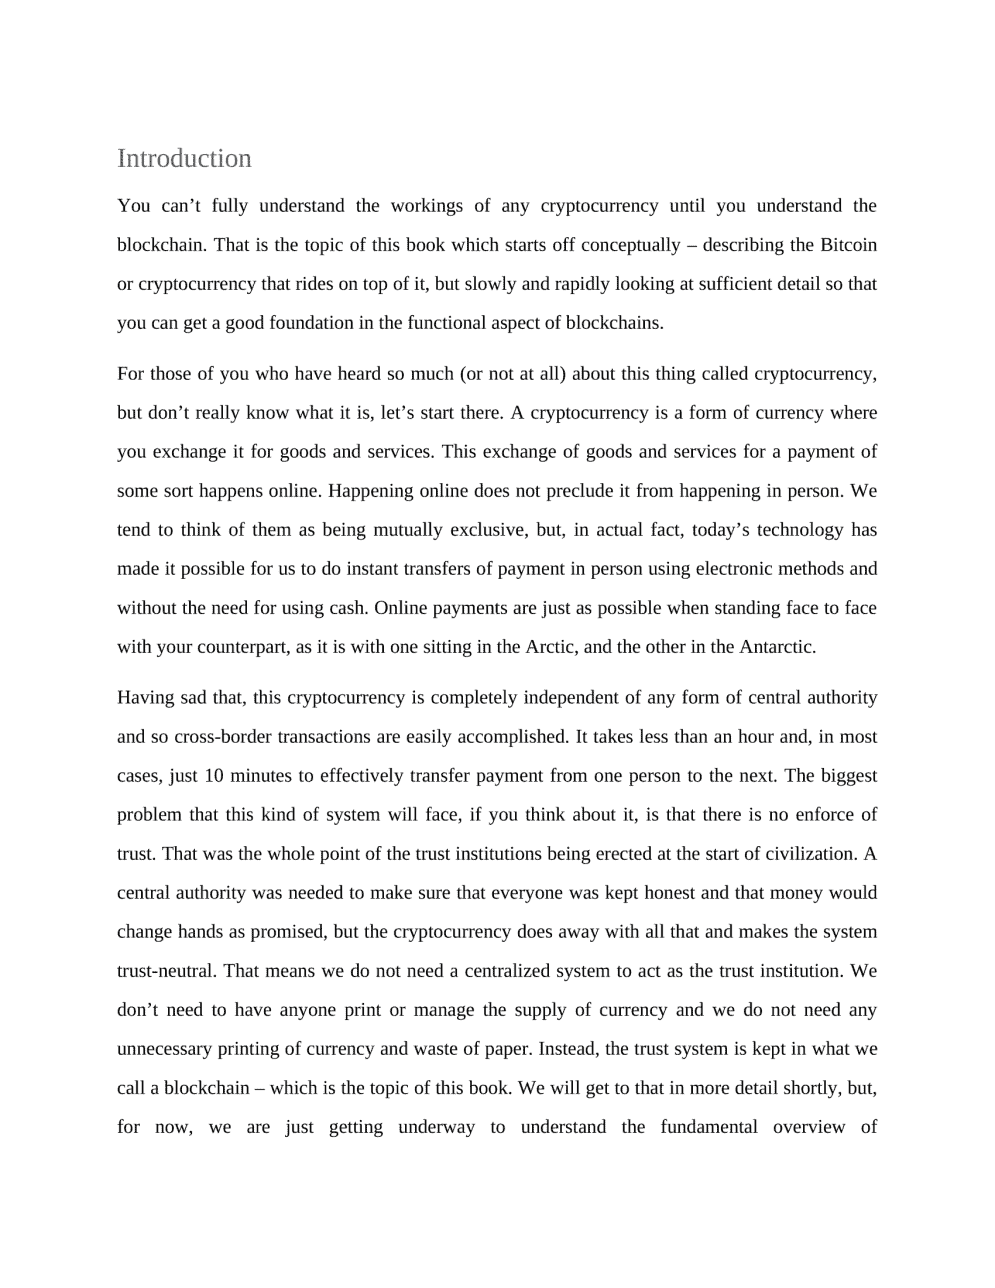 Introduction
You can’t fully understand the workings of any cryptocurrency until you understand the
blockchain. That is the topic of this book which starts off conceptually – describing the Bitcoin
or cryptocurrency that rides on top of it, but slowly and rapidly looking at sufficient detail so that
you can get a good foundation in the functional aspect of blockchains.
For those of you who have heard so much (or not at all) about this thing called cryptocurrency,
but don’t really know what it is, let’s start there. A cryptocurrency is a form of currency where
you exchange it for goods and services. This exchange of goods and services for a payment of
some sort happens online. Happening online does not preclude it from happening in person. We
tend to think of them as being mutually exclusive, but, in actual fact, today’s technology has
made it possible for us to do instant transfers of payment in person using electronic methods and
without the need for using cash. Online payments are just as possible when standing face to face
with your counterpart, as it is with one sitting in the Arctic, and the other in the Antarctic.
Having sad that, this cryptocurrency is completely independent of any form of central authority
and so cross-border transactions are easily accomplished. It takes less than an hour and, in most
cases, just 10 minutes to effectively transfer payment from one person to the next. The biggest
problem that this kind of system will face, if you think about it, is that there is no enforce of
trust. That was the whole point of the trust institutions being erected at the start of civilization. A
central authority was needed to make sure that everyone was kept honest and that money would
change hands as promised, but the cryptocurrency does away with all that and makes the system
trust-neutral. That means we do not need a centralized system to act as the trust institution. We
don’t need to have anyone print or manage the supply of currency and we do not need any
unnecessary printing of currency and waste of paper. Instead, the trust system is kept in what we
call a blockchain – which is the topic of this book. We will get to that in more detail shortly, but,
for now, we are just getting underway to understand the fundamental overview of